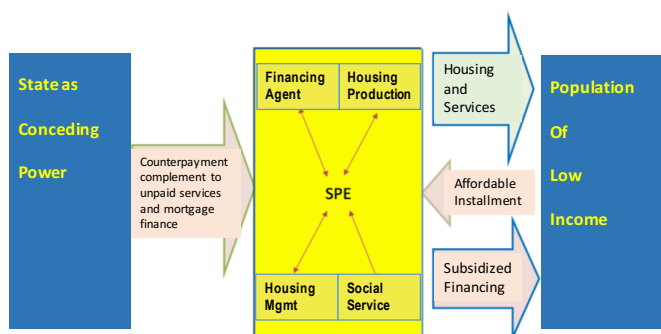 State as
Conceding
Power
Counterpayment
complement to
unpaid services
and mortgage
finance
Financing
Agent
Housing
Production
SPE
Housing
Mgmt
Social
Service
Housing
and
Services
Affordable
Installment
Subsidized
Financing
Population
Of
Low
Income